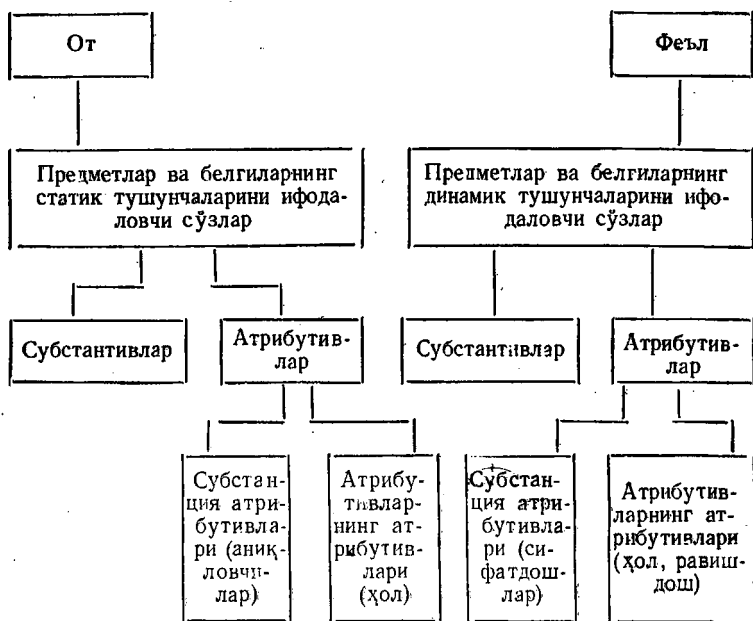 От
Феъл
Предметлар ва белгиларнинг
статик тушунчаларини ифода-
ловчи сўзлар
Предметлар ва белгиларнинг
динамик тушунчаларини ифо-
даловчи сўзлар
Субстантивлар
Атрибутив-
лар
Субстантивлар
Атрибутив-
лар
Субстан-
ция атри-
бутивла-
ри (аниқ-
ловчи-
лар)
Атрибу-
тивлар-
нинг ат-
рибутив-
лари
(ҳол)
Субстан-
ция атри-
бутивла-
ри (си-
фатдош-
лар)
Атрибутив-
ларнинг ат-
рибутивлари
(ҳол, равиш-
дош)